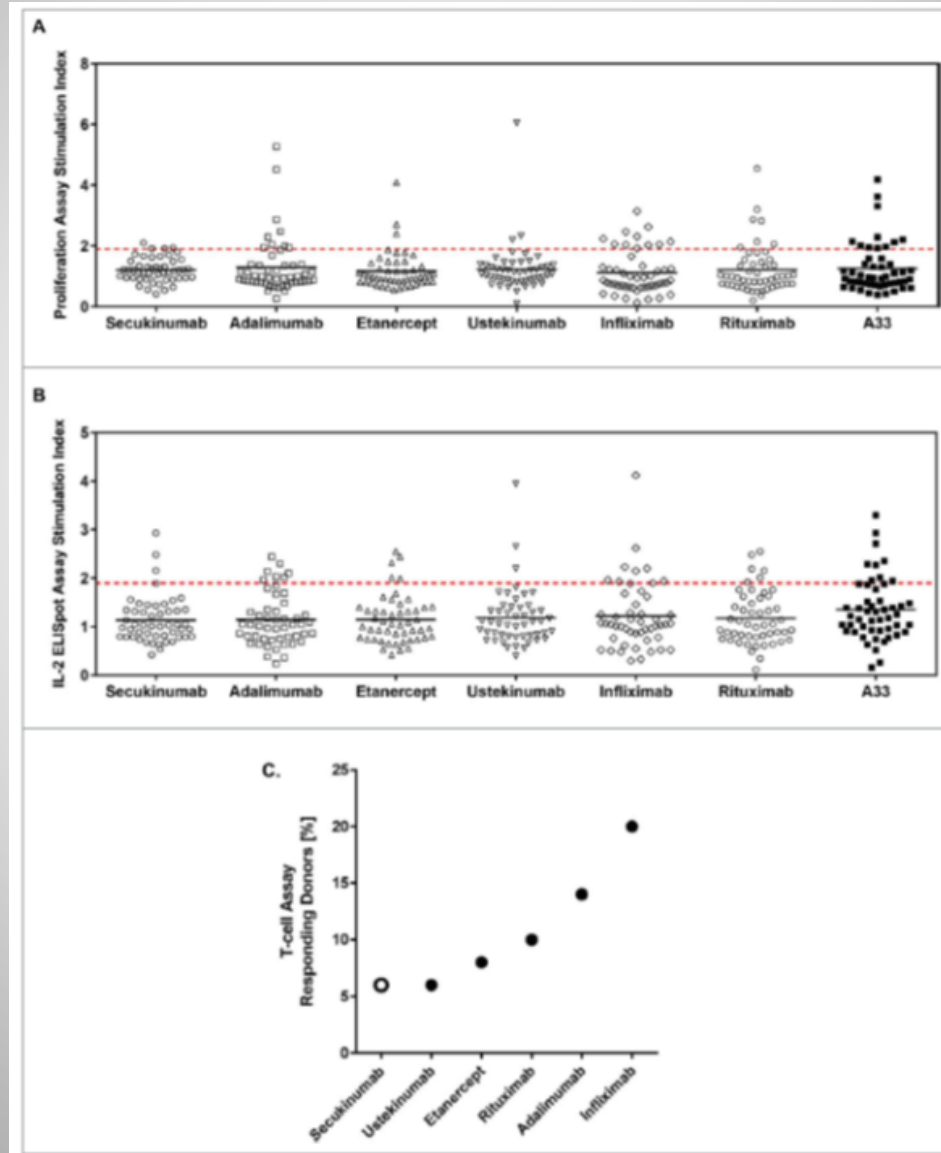 A
Proliferation Assay Stimulation Index
8
6
4
2
0
Secukinumab Adalimumab Etanercept Ustekinumab Infliximab Rituximab A33
B
IL-2 ELISpot Assay Stimulation Index
5
4
3
2
1
0
Secukinumab Adalimumab Etanercept Ustekinumab Infliximab Rituximab A33
C.
T-cell Assay
Responding Donors [%]
25
20
15
10
5
0
Secukinumab
Ustekinumab
Etanercept
Rituximab
Adalimumab
Infliximab